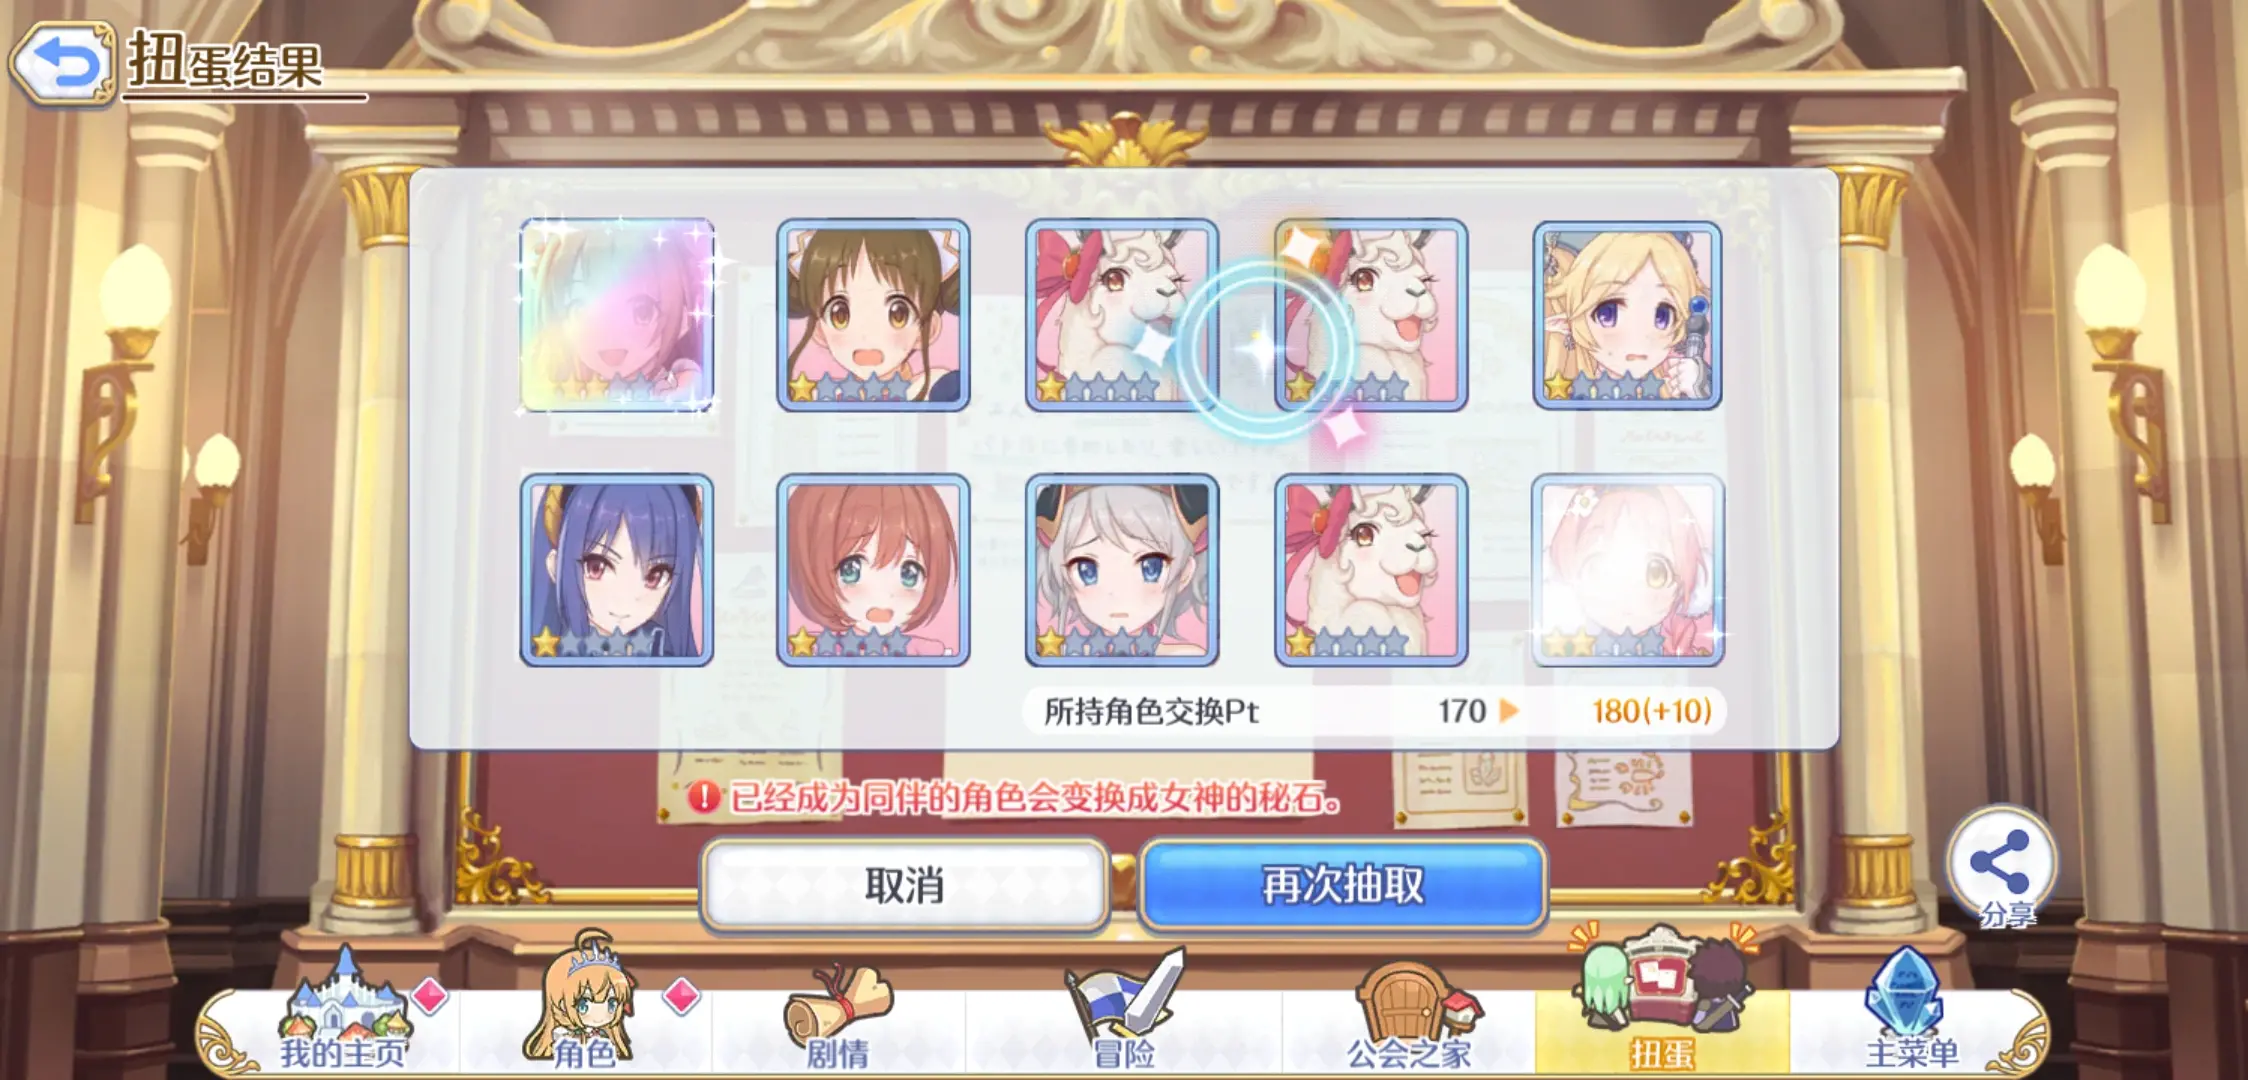 扭蛋结果
所持角色交换Pt 170 ▶ 180(+10)
! 已经成为同伴的角色会变换成女神的秘石。
取消
再次抽取
分享
我的主页
角色
剧情
冒险
公会之家
扭蛋
主菜单